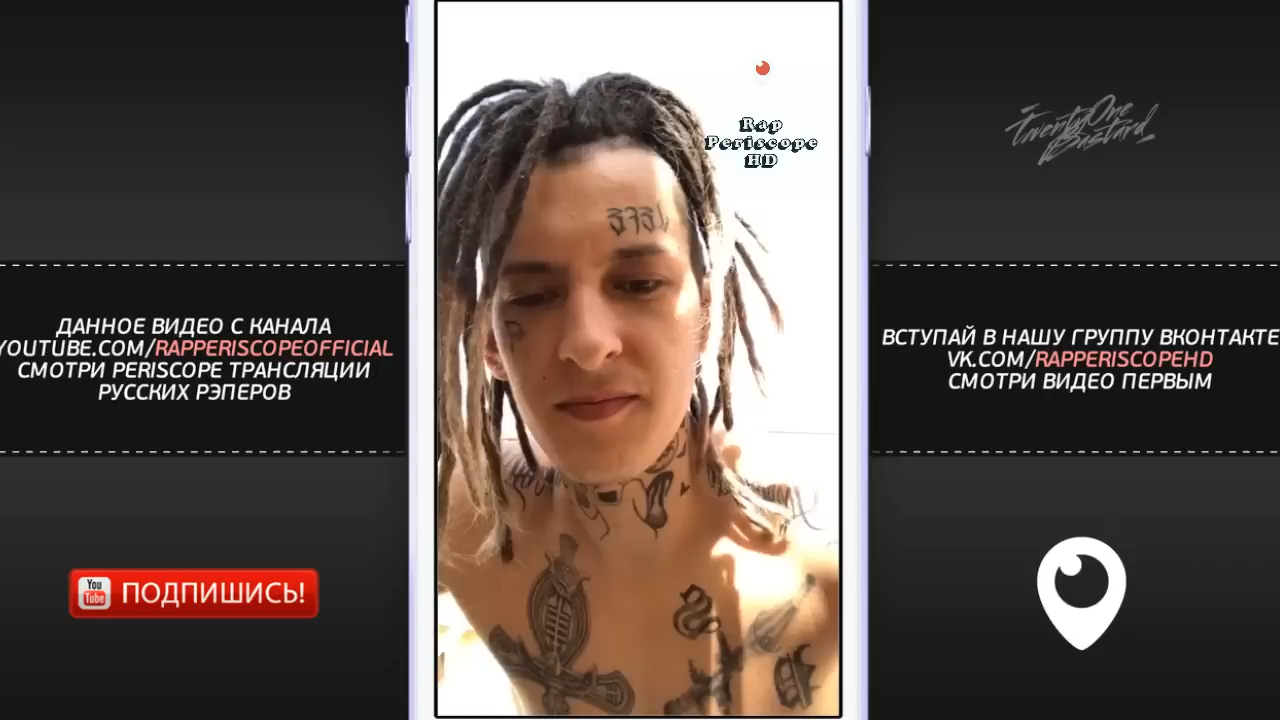 Rap
Periscope
HD
TwentyOne
Bastard
ДАННОЕ ВИДЕО С КАНАЛА
YOUTUBE.COM/RAPPERISCOPEOFFICIAL
СМОТРИ PERISCOPE ТРАНСЛЯЦИИ
РУССКИХ РЭПЕРОВ
ВСТУПАЙ В НАШУ ГРУППУ ВКОНТАКТЕ
VK.COM/RAPPERISCOPEHD
СМОТРИ ВИДЕО ПЕРВЫМ
You
Tube
ПОДПИШИСЬ!